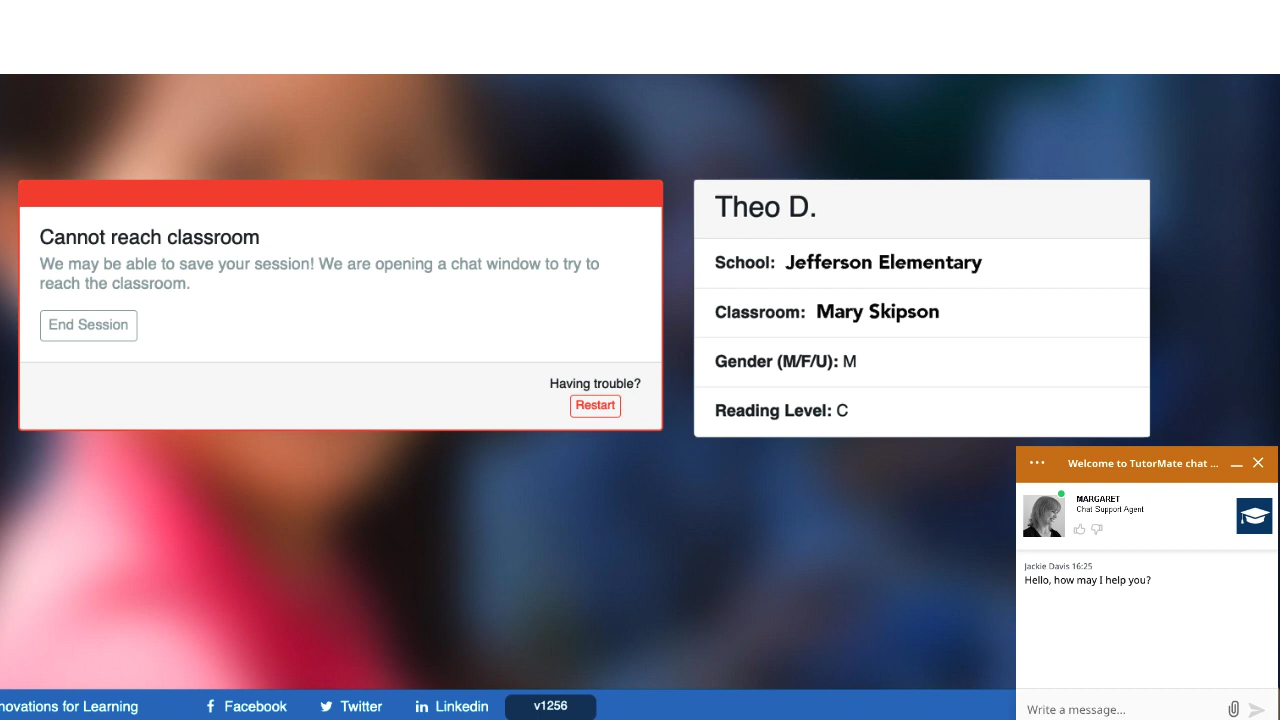 Cannot reach classroom
We may be able to save your session! We are opening a chat window to try to
reach the classroom.
End Session
Having trouble?
Restart
Theo D.
School: Jefferson Elementary
Classroom: Mary Skipson
Gender (M/F/U): M
Reading Level: C
Welcome to TutorMate chat ...
MARGARET
Chat Support Agent
Jackie Davis 16:25
Hello, how may I help you?
Write a message...
novations for Learning
Facebook
Twitter
Linkedin
v1256